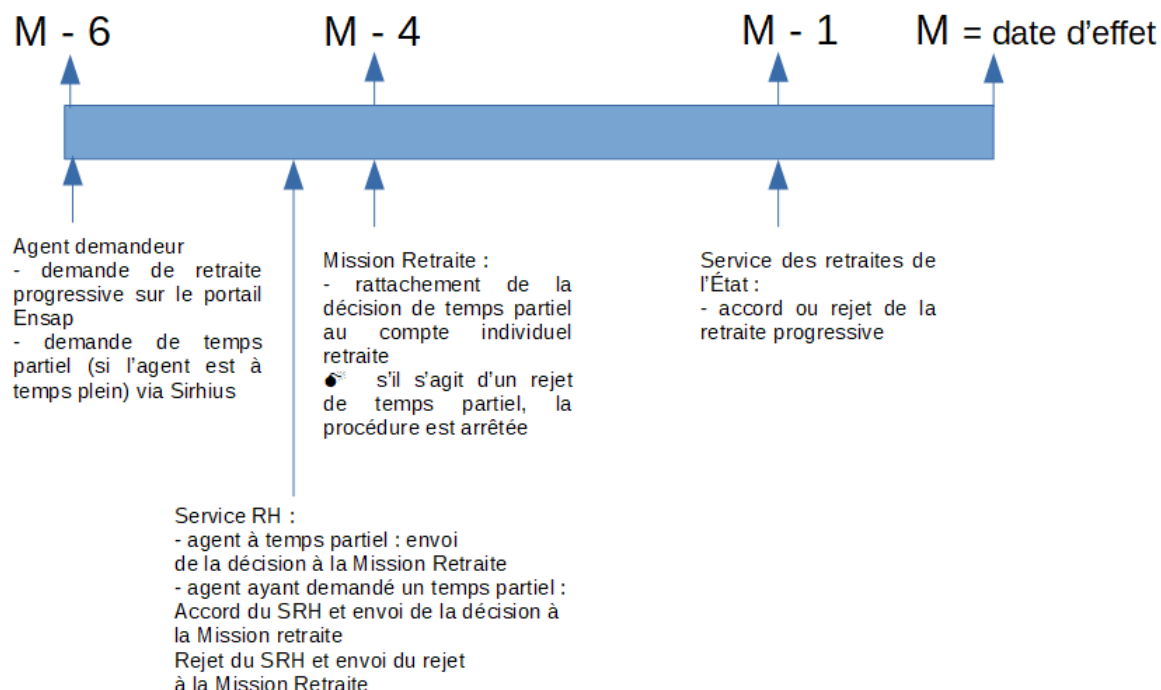 M - 6
M - 4
M - 1
M = date d'effet
Agent demandeur
- demande de retraite
progressive sur le portail
Ensap
- demande de temps
partiel (si l'agent est à
temps plein) via Sirhius
Mission Retraite :
- rattachement de la
décision de temps partiel
au compte individuel
retraite
💣 s'il s'agit d'un rejet
de temps partiel, la
procédure est arrêtée
Service des retraites de
l'État :
- accord ou rejet de la
retraite progressive
Service RH :
- agent à temps partiel : envoi
de la décision à la Mission Retraite
- agent ayant demandé un temps partiel :
Accord du SRH et envoi de la décision à
la Mission retraite
Rejet du SRH et envoi du rejet
à la Mission Retraite